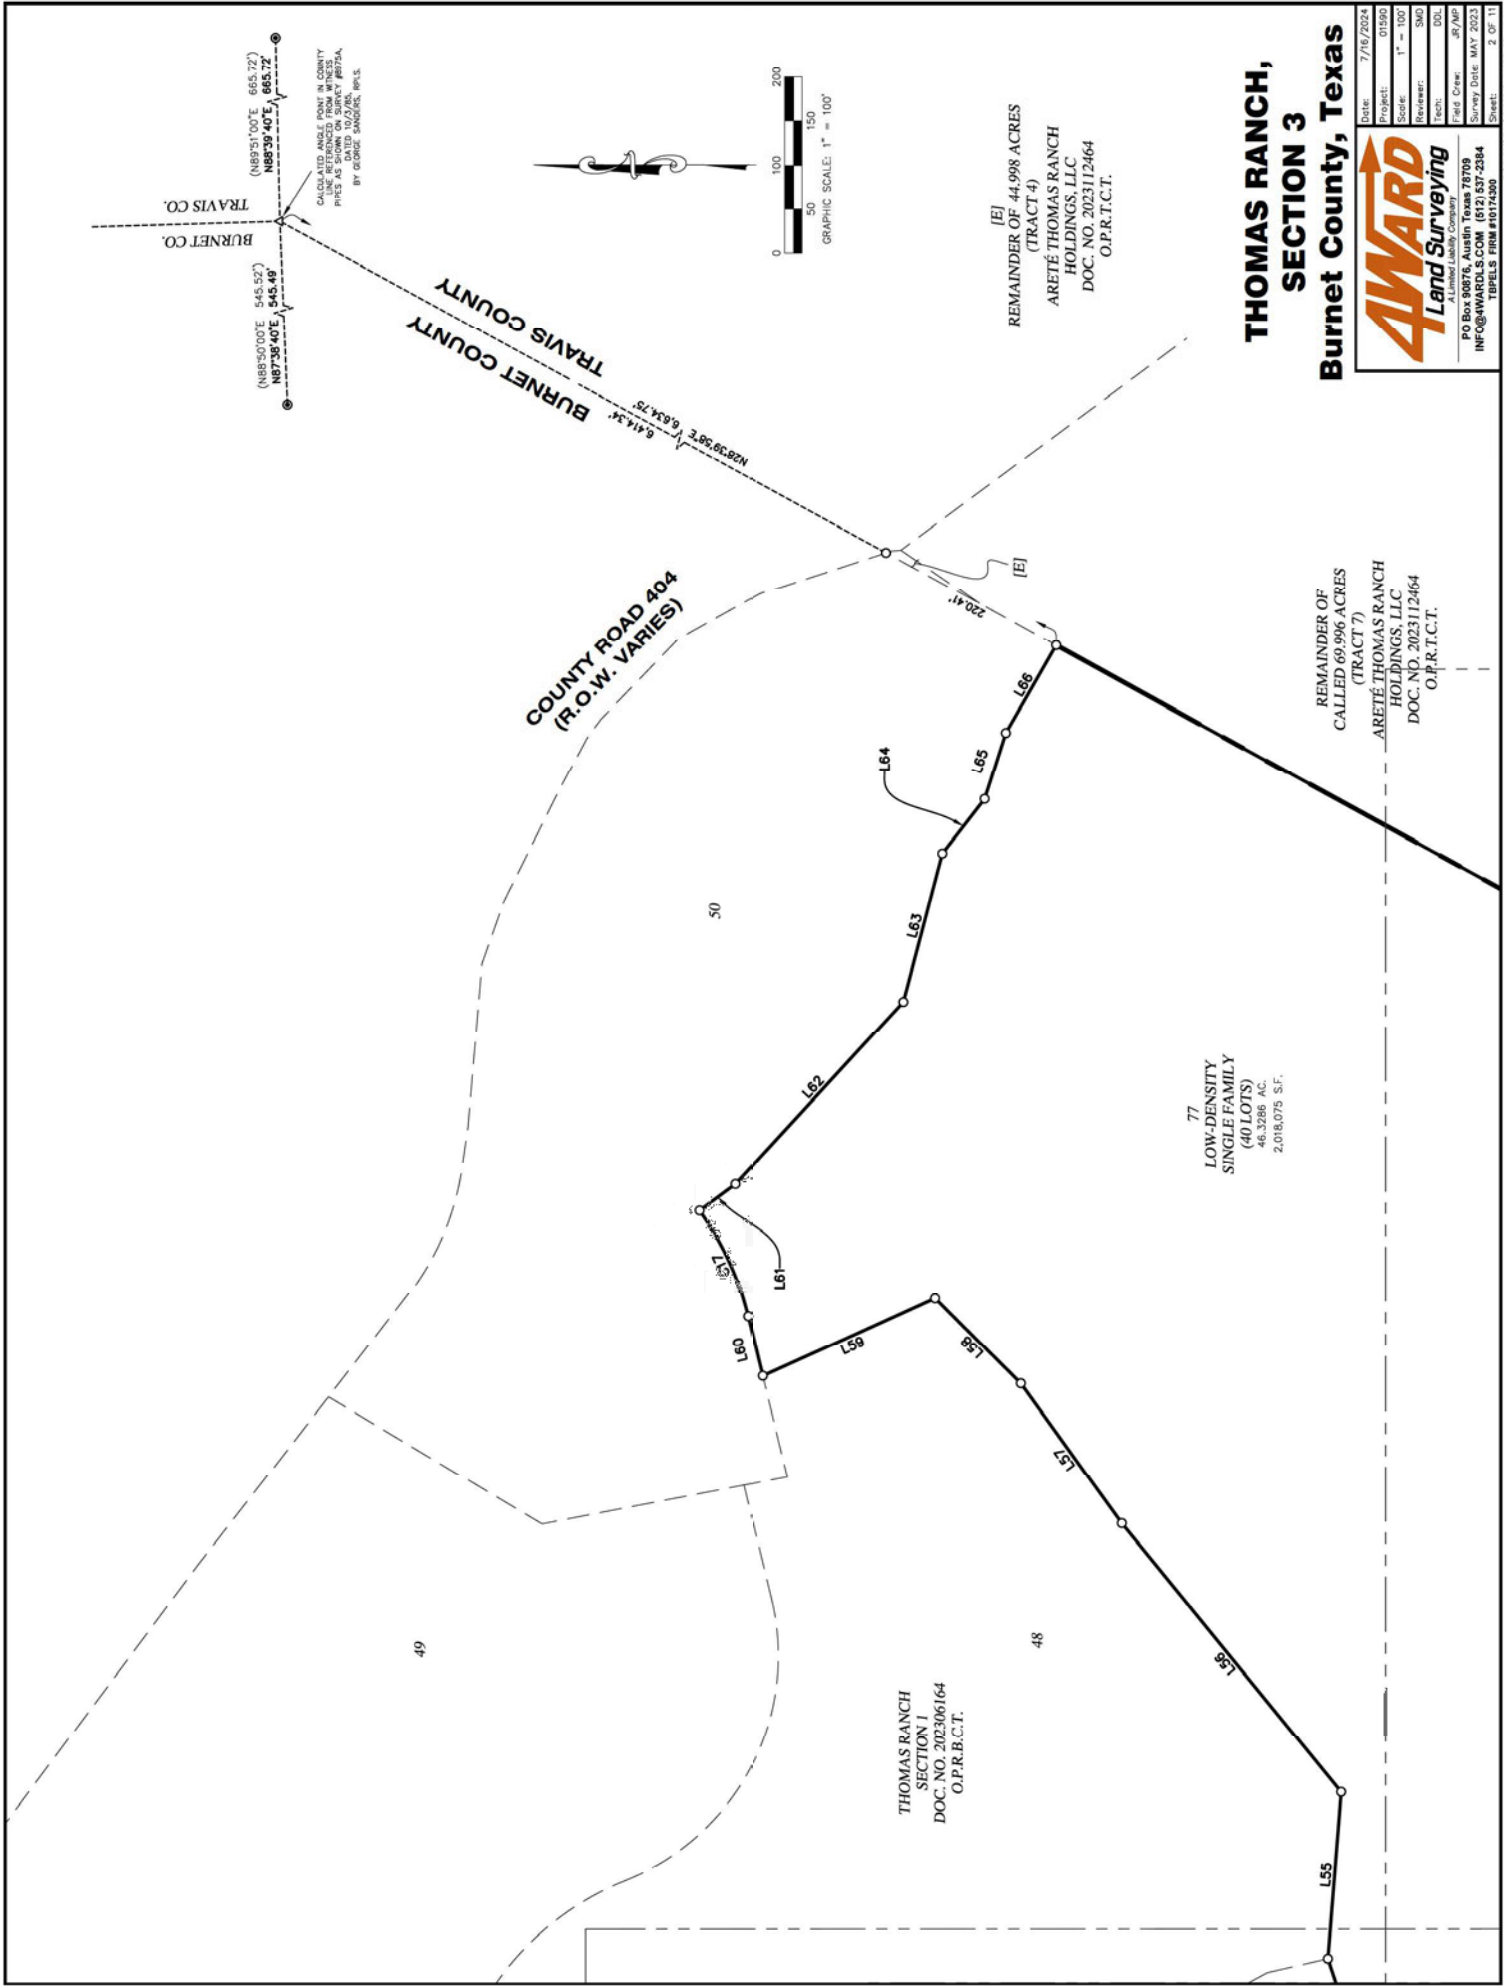 (N88°50'00"E 545.52')
N87°38'40"E 545.49'
BURNET CO.
TRAVIS CO.
(N89°51'00"E 665.72')
N88°39'40"E 665.72'
CALCULATED ANGLE POINT IN COUNTY
LINE REFERENCED FROM WITNESS
PIPES AS SHOWN ON SURVEY #8975A,
DATED 10/3/85,
BY GEORGE SANDERS, RPLS.
BURNET COUNTY
TRAVIS COUNTY
6,414.34'
N28°39'58"E 6,634.75'
0
50
100
150
200
GRAPHIC SCALE: 1" = 100'
COUNTY ROAD 404
(R.O.W. VARIES)
220.41'
[E]
[E]
REMAINDER OF 44.998 ACRES
(TRACT 4)
ARETÉ THOMAS RANCH
HOLDINGS, LLC
DOC. NO. 2023112464
O.P.R.T.C.T.
49
50
L66
L65
L64
L63
L62
L61
C17
L60
L59
L58
L57
L56
L55
48
THOMAS RANCH
SECTION 1
DOC. NO. 202306164
O.P.R.B.C.T.
77
LOW-DENSITY
SINGLE FAMILY
(40 LOTS)
46.3286 AC.
2,018,075 S.F.
REMAINDER OF
CALLED 69.996 ACRES
(TRACT 7)
ARETÉ THOMAS RANCH
HOLDINGS, LLC
DOC. NO. 2023112464
O.P.R.T.C.T.
THOMAS RANCH,
SECTION 3
Burnet County, Texas
4WARD
Land Surveying
A Limited Liability Company
PO Box 90876, Austin Texas 78709
INFO@4WARDLS.COM (512) 537-2384
TBPELS FIRM #10174300
Date: 7/16/2024
Project: 01590
Scale: 1" = 100'
Reviewer: SMD
Tech: DDL
Field Crew: JR/MP
Survey Date: MAY 2023
Sheet: 2 OF 11